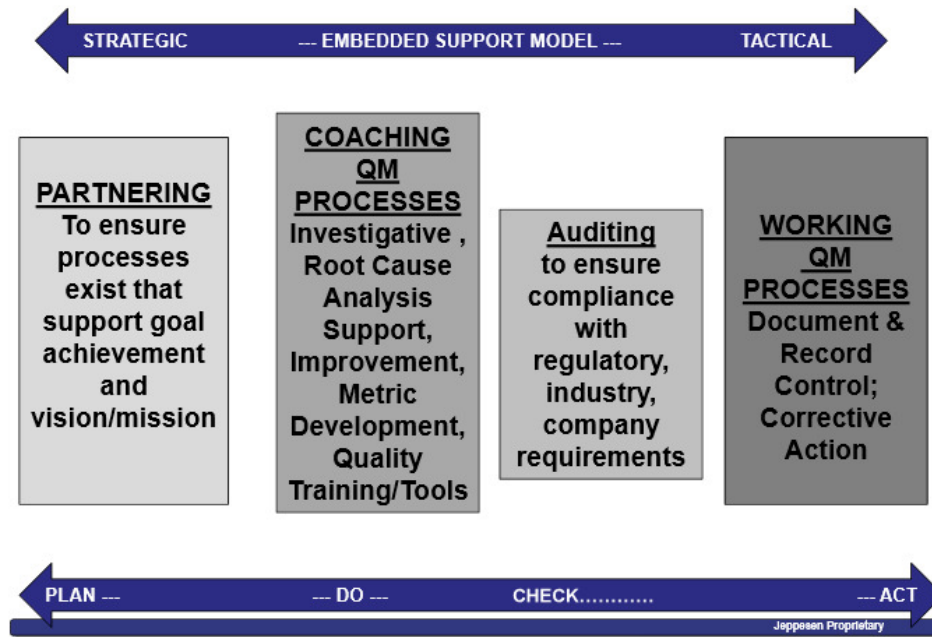 STRATEGIC --- EMBEDDED SUPPORT MODEL --- TACTICAL
PARTNERING
To ensure
processes
exist that
support goal
achievement
and
vision/mission
COACHING
QM
PROCESSES
Investigative ,
Root Cause
Analysis
Support,
Improvement,
Metric
Development,
Quality
Training/Tools
Auditing
to ensure
compliance
with
regulatory,
industry,
company
requirements
WORKING
QM
PROCESSES
Document &
Record
Control;
Corrective
Action
PLAN --- --- DO --- CHECK............ --- ACT
Jeppesen Proprietary